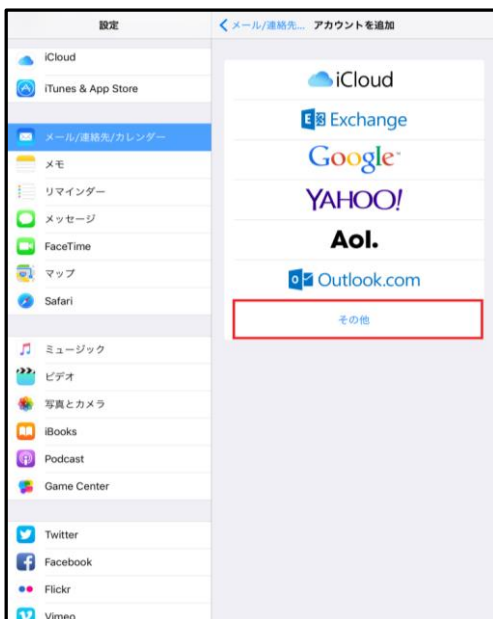 設定
iCloud
iTunes & App Store
メール/連絡先/カレンダー
メモ
リマインダー
メッセージ
FaceTime
マップ
Safari
ミュージック
ビデオ
写真とカメラ
iBooks
Podcast
Game Center
Twitter
Facebook
Flickr
Vimeo
メール/連絡先... アカウントを追加
iCloud
Exchange
Google
YAHOO!
Aol.
Outlook.com
その他